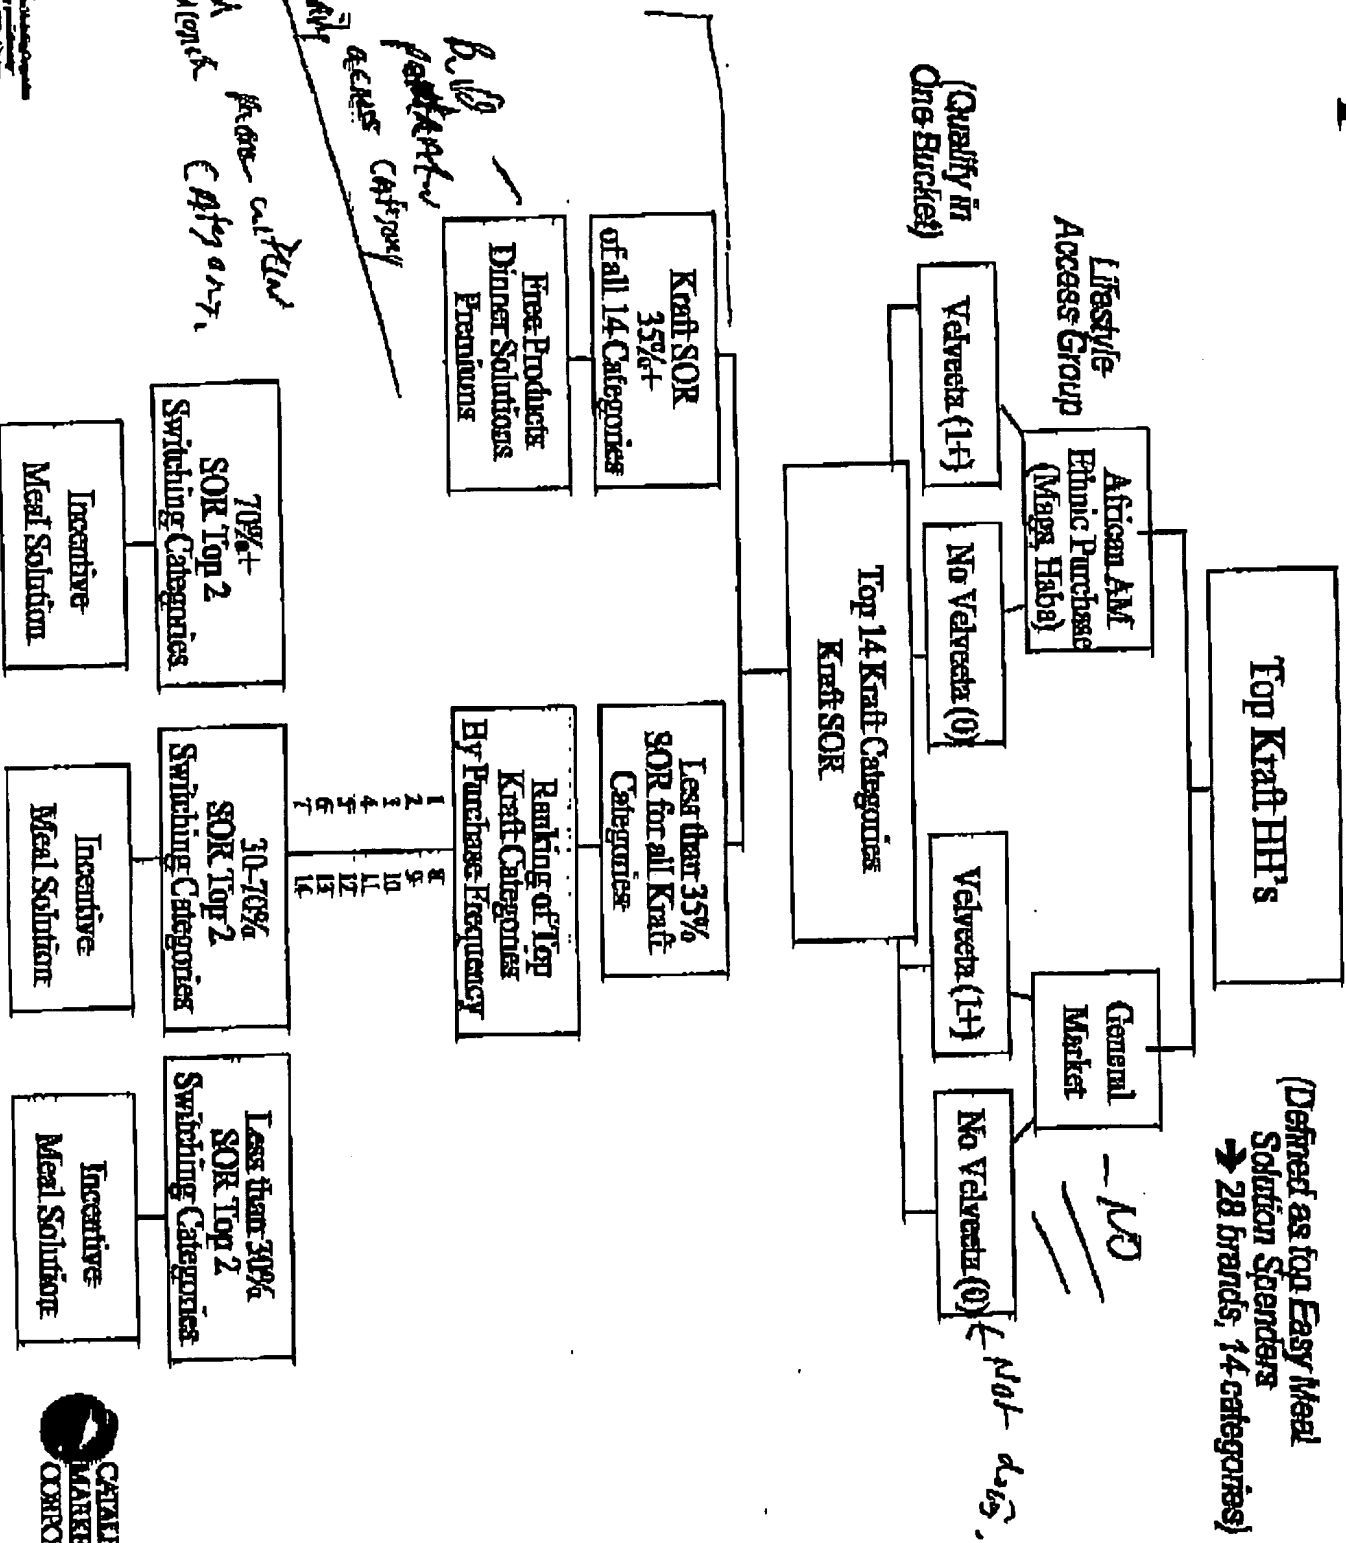 Top Kraft HH's
(Defined as top Easy Meal
Solution Spenders
→ 28 brands, 14 categories)
Lifestyle
Access Group
African AM
Ethnic Purchase
(Mags, Haba)
General
Market
- NO
(Qualify in
One Bucket)
Velveeta (1+)
No Velveeta (0)
Velveeta (1+)
No Velveeta (0)
← Not doing.
Top 14 Kraft Categories
Kraft SOR
Kraft SOR
35%+
of all 14 Categories
Less than 35%
SOR for all Kraft
Categories
Free Products
Dinner Solutions
Premiums
Ranking of Top
Kraft Categories
By Purchase Frequency
1 8
2 9
3 10
4 11
5 12
6 13
7 14
across category
70%+
SOR Top 2
Switching Categories
30-70%
SOR Top 2
Switching Categories
Less than 30%
SOR Top 2
Switching Categories
Incentive
Meal Solution
Incentive
Meal Solution
Incentive
Meal Solution